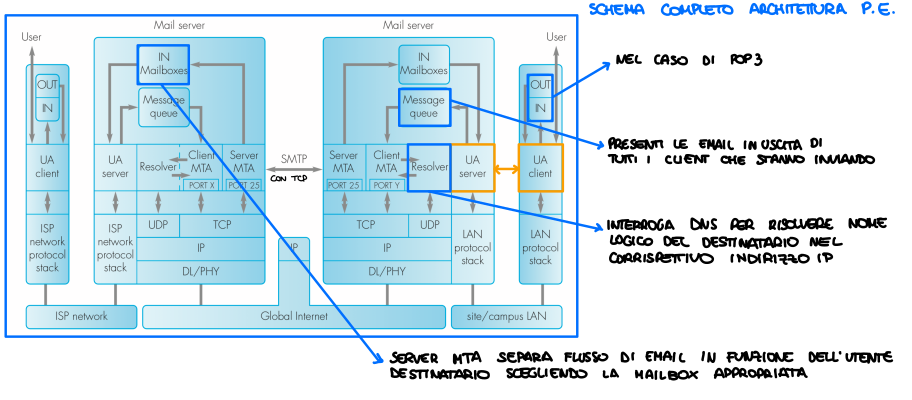 SCHEMA COMPLETO ARCHITETTURA P.E.
Mail server
Mail server
User
User
IN
Mailboxes
IN
Mailboxes
OUT
IN
OUT
IN
NEL CASO DI POP3
Message
queue
Message
queue
PRESENTI LE EMAIL IN USCITA DI
TUTTI I CLIENT CHE STANNO INVIANDO
UA
client
UA
server
Resolver
Client
MTA
PORT X
Server
MTA
PORT 25
SMTP
CON TCP
Server
MTA
PORT 25
Client
MTA
PORT Y
Resolver
UA
server
UA
client
INTERROGA DNS PER RISOLVERE NOME
LOGICO DEL DESTINATARIO NEL
CORRISPETTIVO INDIRIZZO IP
ISP
network
protocol
stack
ISP
network
protocol
stack
UDP
TCP
IP
DL/PHY
IP
TCP
UDP
IP
DL/PHY
LAN
protocol
stack
LAN
protocol
stack
ISP network
Global Internet
site/campus LAN
SERVER MTA SEPARA FLUSSO DI EMAIL IN FUNZIONE DELL'UTENTE
DESTINATARIO SCEGLIENDO LA MAILBOX APPROPRIATA